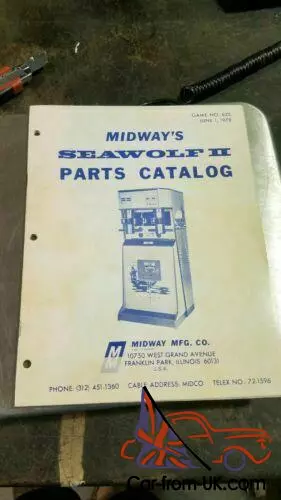 GAME NO. 622
JUNE 1, 1978
MIDWAY'S
SEAWOLF II
PARTS CATALOG
MIDWAY MFG. CO.
10750 WEST GRAND AVENUE
FRANKLIN PARK, ILLINOIS 60131
U.S.A.
PHONE: (312) 451-1360 CABLE ADDRESS: MIDCO TELEX NO.: 72-1596
Car-from-UK.com